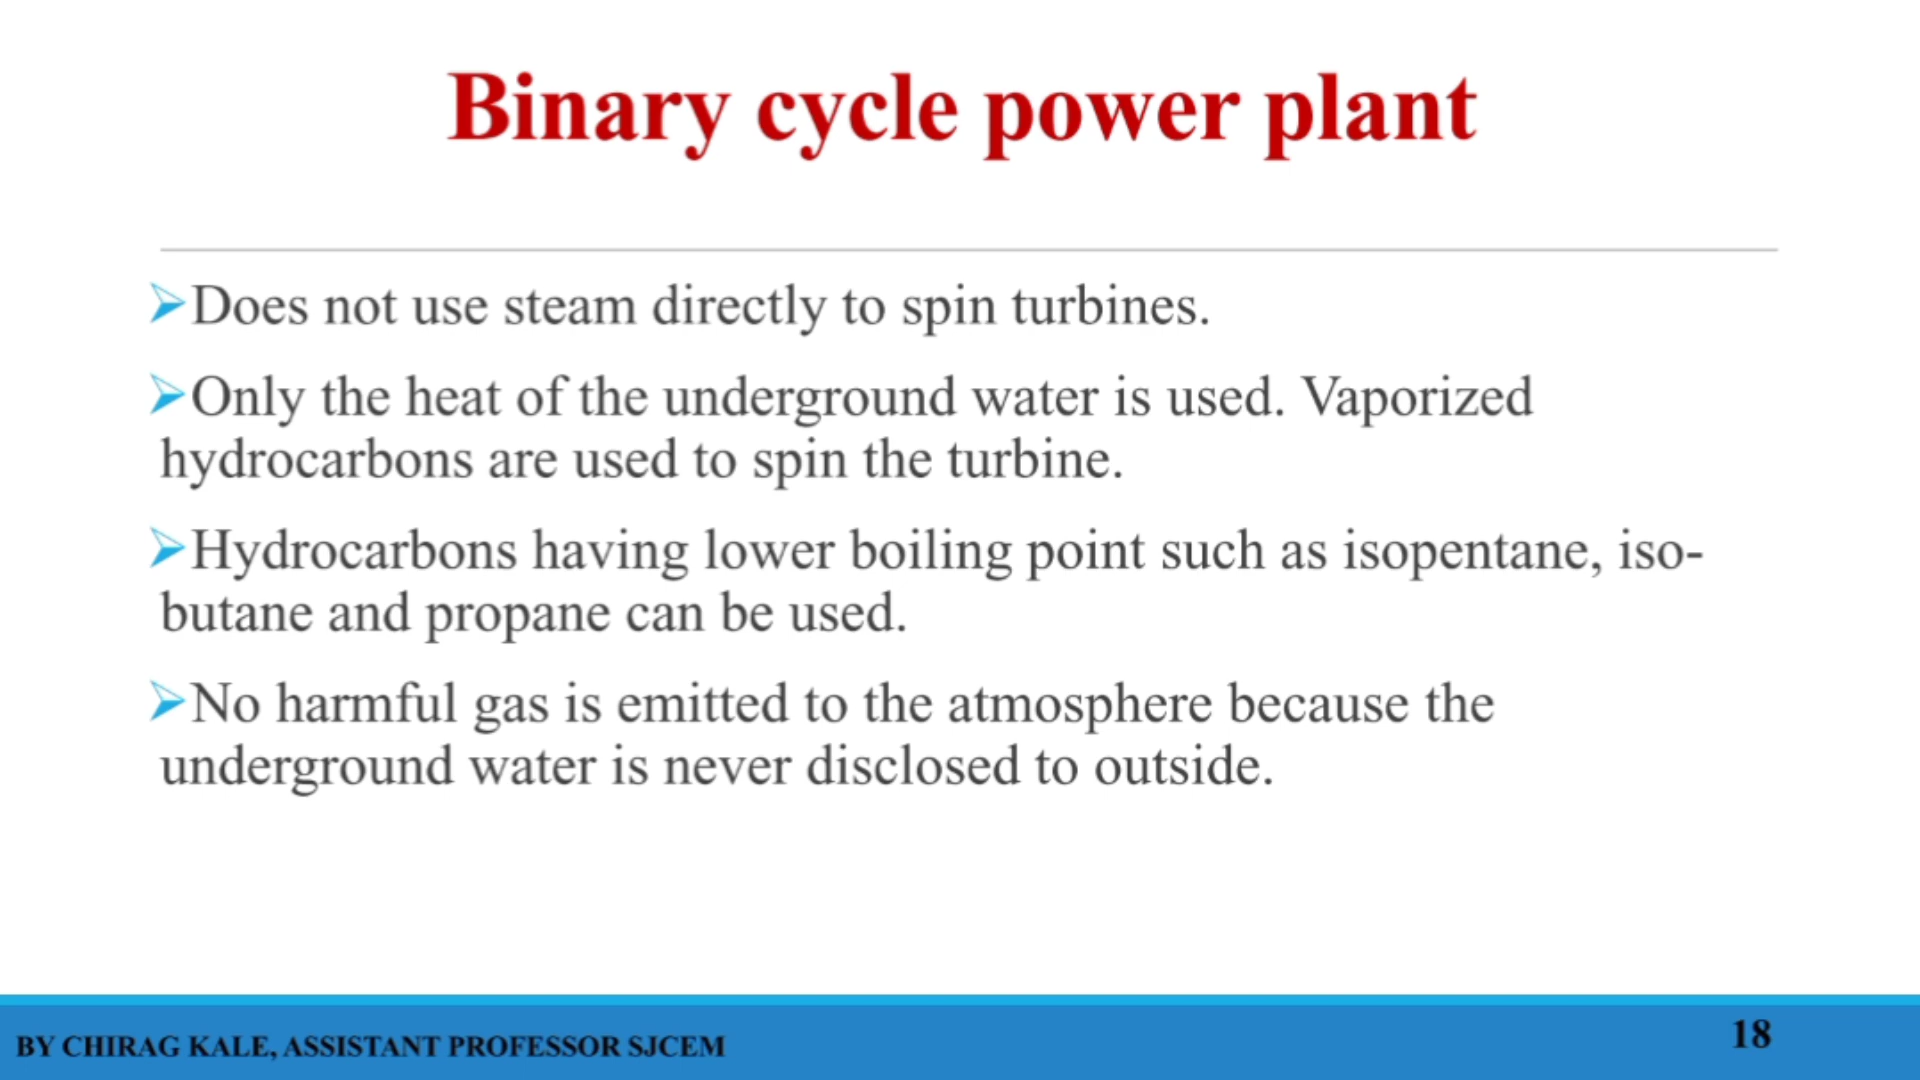 Binary cycle power plant
➢Does not use steam directly to spin turbines.
➢Only the heat of the underground water is used. Vaporized
hydrocarbons are used to spin the turbine.
➢Hydrocarbons having lower boiling point such as isopentane, iso-
butane and propane can be used.
➢No harmful gas is emitted to the atmosphere because the
underground water is never disclosed to outside.
BY CHIRAG KALE, ASSISTANT PROFESSOR SJCEM
18